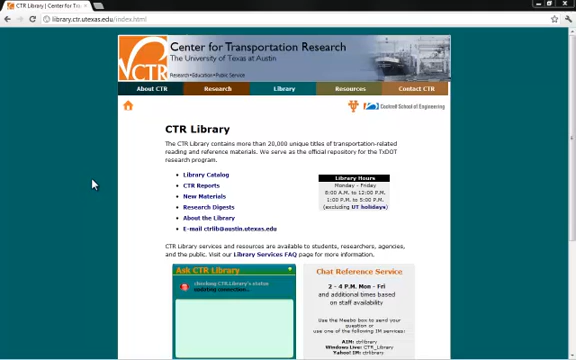 CTR Library | Center for Tra
library.ctr.utexas.edu/index.html
CTR
Center for Transportation Research
The University of Texas at Austin
Research•Education•Public Service
About CTR Research Library Resources Contact CTR
Cockrell School of Engineering
CTR Library
The CTR Library contains more than 20,000 unique titles of transportation-related
reading and reference materials. We serve as the official repository for the TxDOT
research program.
Library Catalog
CTR Reports
New Materials
Research Digests
About the Library
E-mail ctrlib@austin.utexas.edu
Library Hours
Monday - Friday
8:00 A.M. to 12:00 P.M.
1:00 P.M. to 5:00 P.M.
(excluding UT holidays)
CTR Library services and resources are available to students, researchers, agencies,
and the public. Visit our Library Services FAQ page for more information.
Ask CTR Library
checking CTR Library's status
updating connection...
Chat Reference Service
2 - 4 P.M. Mon - Fri
and additional times based
on staff availability
Use the Meebo box to send your
question or
use one of the following IM services:
AIM: ctrlibrary
Windows Live: CTR_Library
Yahoo! IM: ctrlibrary